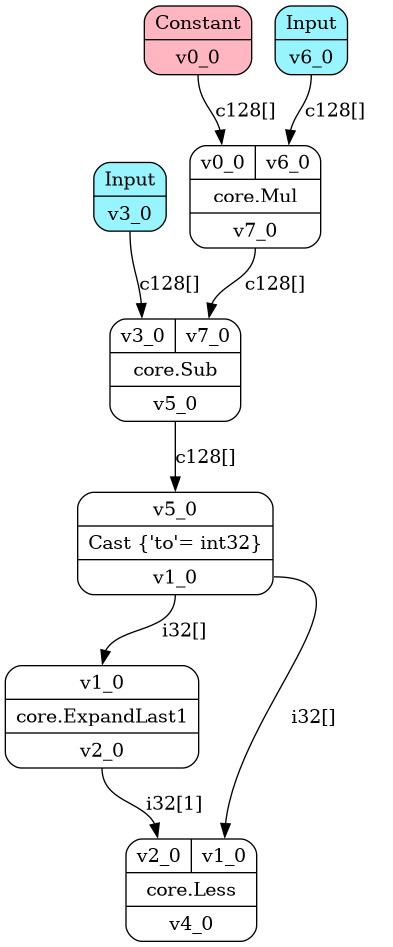 Constant
v0_0
Input
v6_0
c128[]
c128[]
Input
v3_0
v0_0 v6_0
core.Mul
v7_0
c128[]
c128[]
v3_0 v7_0
core.Sub
v5_0
c128[]
v5_0
Cast {'to'= int32}
v1_0
i32[]
i32[]
v1_0
core.ExpandLast1
v2_0
i32[1]
v2_0 v1_0
core.Less
v4_0